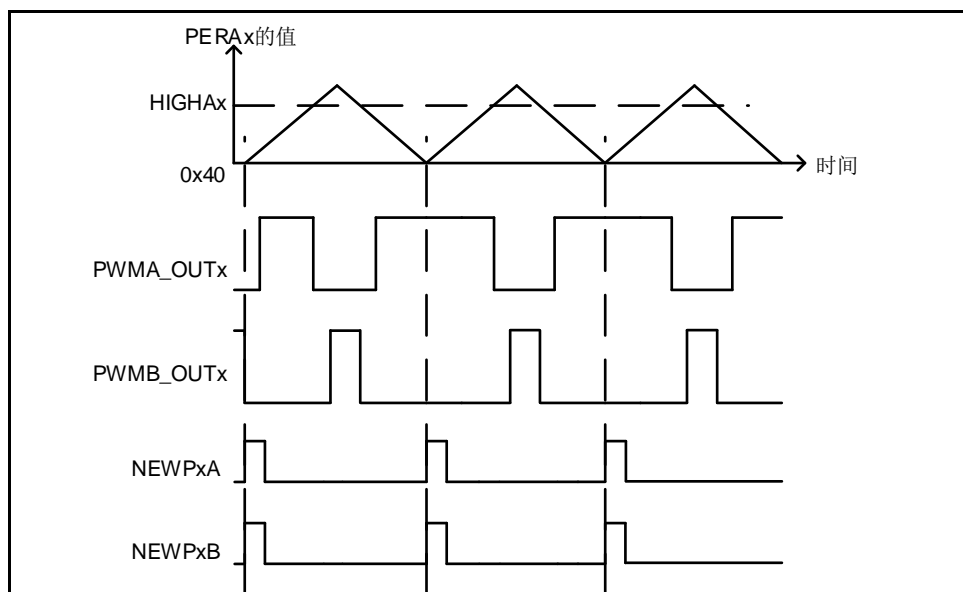 PERAx的值
HIGHAx
0x40
时间
PWMA_OUTx
PWMB_OUTx
NEWPxA
NEWPxB